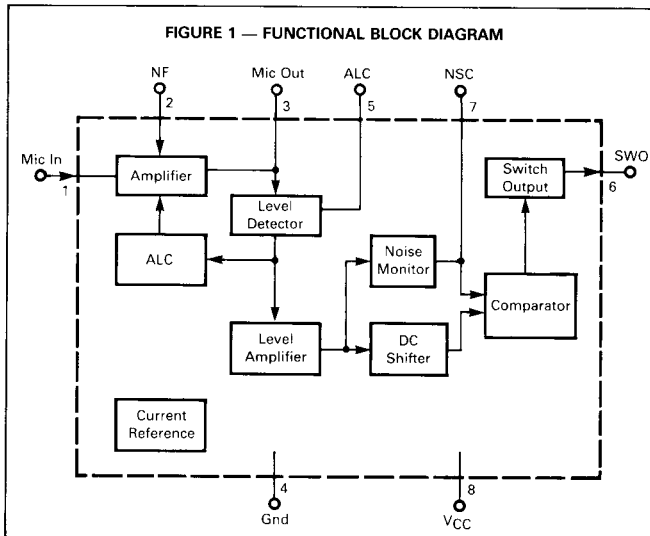 FIGURE 1 — FUNCTIONAL BLOCK DIAGRAM
NF
Mic Out
ALC
NSC
2
3
5
7
Mic In
1
Amplifier
Switch
Output
SWO
6
Level
Detector
ALC
Noise
Monitor
Comparator
Level
Amplifier
DC
Shifter
Current
Reference
4
8
Gnd
VCC